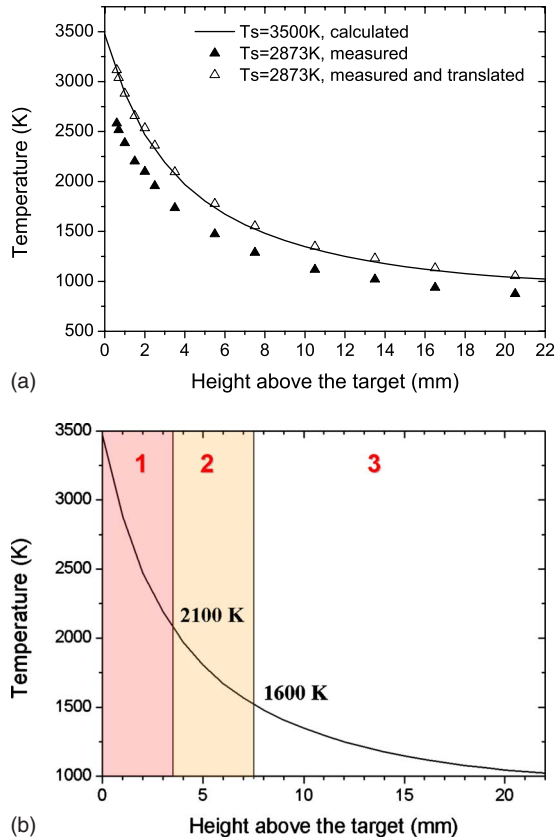 Ts=3500K, calculated
Ts=2873K, measured
Ts=2873K, measured and translated
3500
3000
2500
2000
1500
1000
500
Temperature (K)
0 2 4 6 8 10 12 14 16 18 20 22
Height above the target (mm)
(a)
1 2 3
3500
3000
2500
2000
1500
1000
Temperature (K)
2100 K
1600 K
0 5 10 15 20
Height above the target (mm)
(b)